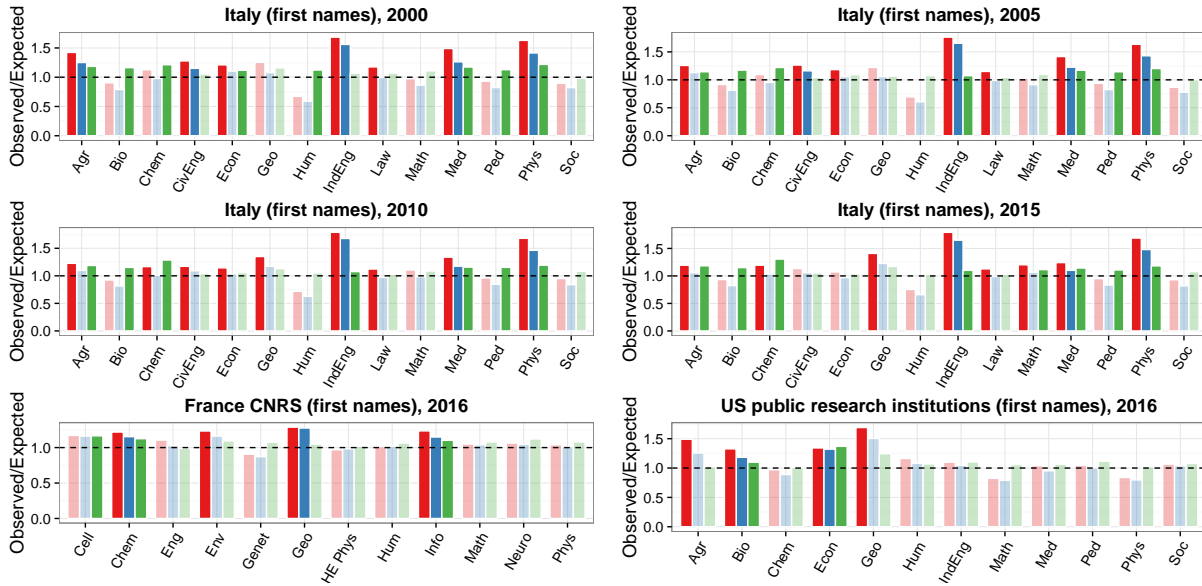 Italy (first names), 2000
Observed/Expected
1.5
1.0
0.5
0.0
Agr Bio Chem CivEng Econ Geo Hum IndEng Law Math Med Ped Phys Soc
Italy (first names), 2005
Observed/Expected
1.5
1.0
0.5
0.0
Agr Bio Chem CivEng Econ Geo Hum IndEng Law Math Med Ped Phys Soc
Italy (first names), 2010
Observed/Expected
1.5
1.0
0.5
0.0
Agr Bio Chem CivEng Econ Geo Hum IndEng Law Math Med Ped Phys Soc
Italy (first names), 2015
Observed/Expected
1.5
1.0
0.5
0.0
Agr Bio Chem CivEng Econ Geo Hum IndEng Law Math Med Ped Phys Soc
France CNRS (first names), 2016
Observed/Expected
1.0
0.5
0.0
Cell Chem Eng Env Genet Geo HE Phys Hum Info Math Neuro Phys
US public research institutions (first names), 2016
Observed/Expected
1.5
1.0
0.5
0.0
Agr Bio Chem Econ Geo Hum IndEng Math Med Ped Phys Soc